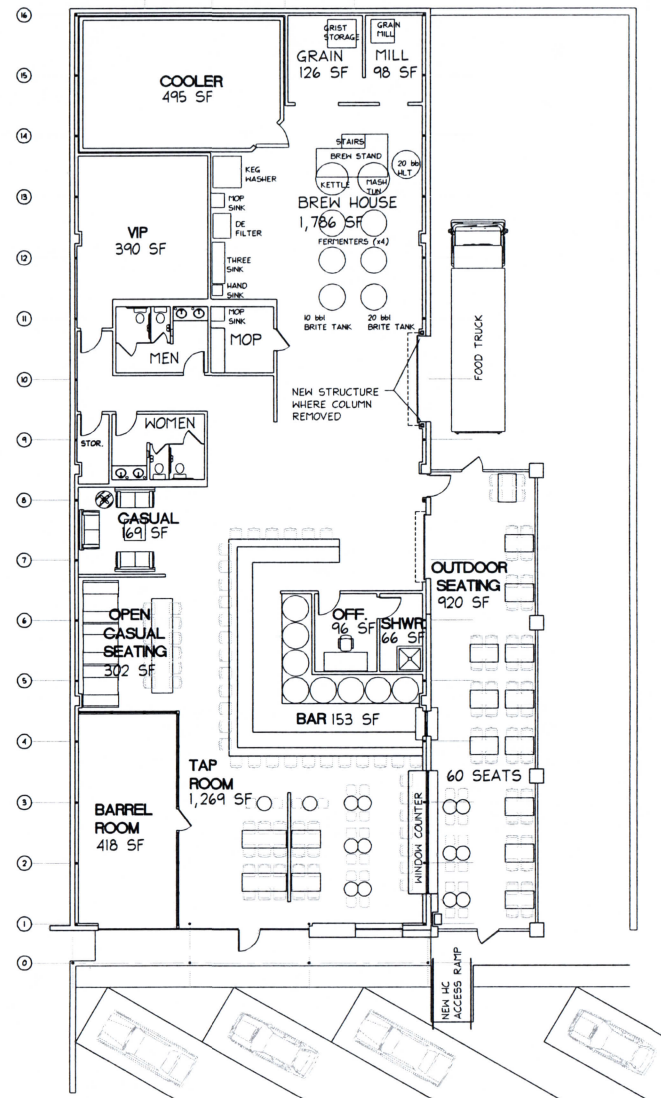 16
GRIST
STORAGE
GRAIN
MILL
GRAIN
126 SF
MILL
98 SF
15
COOLER
495 SF
14
STAIRS
BREW STAND
20 bbl
HLT
KEG
WASHER
KETTLE
MASH
TUN
13
MOP
SINK
BREW HOUSE
1,786 SF
VIP
390 SF
DE
FILTER
FERMENTERS (x4)
12
THREE
SINK
HAND
SINK
11
MOP
SINK
10 bbl
BRITE TANK
20 bbl
BRITE TANK
MEN
MOP
FOOD TRUCK
10
NEW STRUCTURE
WHERE COLUMN
REMOVED
WOMEN
9
STOR.
8
CASUAL
169 SF
7
OUTDOOR
SEATING
920 SF
6
OPEN
CASUAL
SEATING
302 SF
OFF.
96 SF
SHWR
66 SF
5
BAR 153 SF
4
TAP
ROOM
1,269 SF
60 SEATS
3
BARREL
ROOM
418 SF
WINDOW COUNTER
2
1
0
NEW HC
ACCESS RAMP